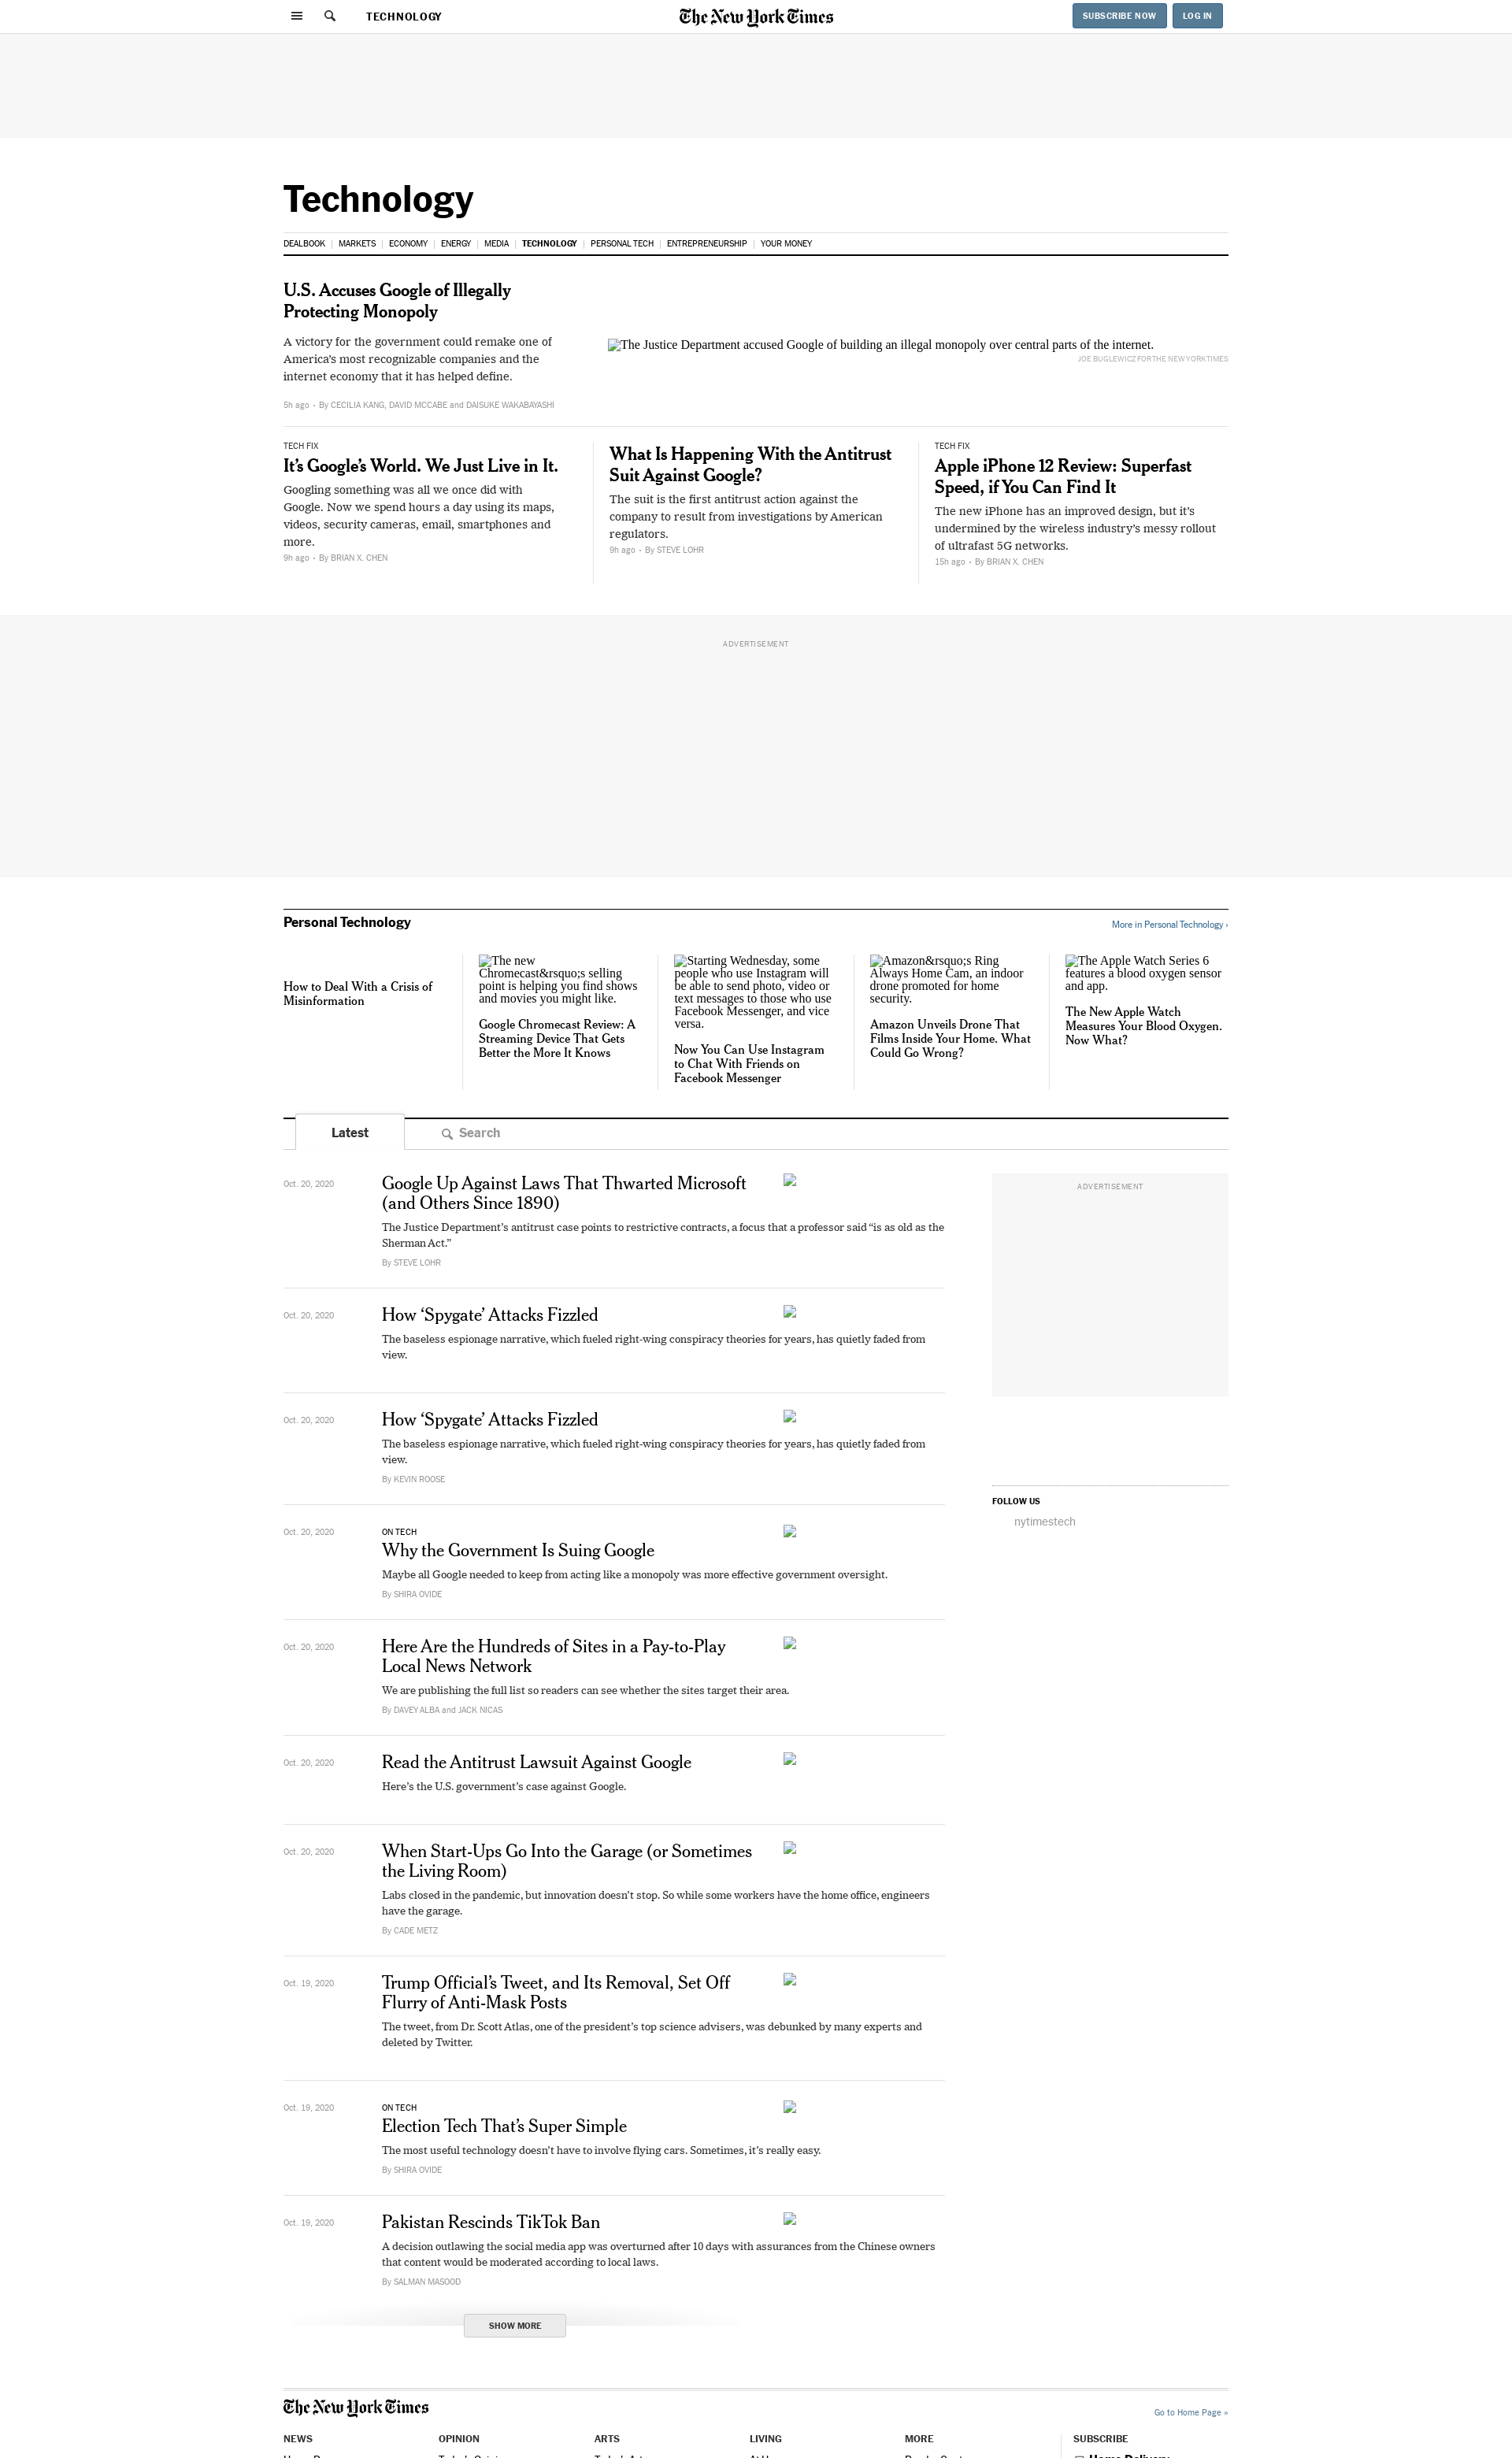 TECHNOLOGY
The New York Times
SUBSCRIBE NOW
LOG IN
Technology
DEALBOOK
MARKETS
ECONOMY
ENERGY
MEDIA
TECHNOLOGY
PERSONAL TECH
ENTREPRENEURSHIP
YOUR MONEY
U.S. Accuses Google of Illegally
Protecting Monopoly
A victory for the government could remake one of
America's most recognizable companies and the
internet economy that it has helped define.
5h ago • By CECILIA KANG, DAVID MCCABE and DAISUKE WAKABAYASHI
The Justice Department accused Google of building an illegal monopoly over central parts of the internet.
JOE BUGLEWICZ FOR THE NEW YORK TIMES
TECH FIX
It's Google's World. We Just Live in It.
Googling something was all we once did with
Google. Now we spend hours a day using its maps,
videos, security cameras, email, smartphones and
more.
9h ago • By BRIAN X. CHEN
What Is Happening With the Antitrust
Suit Against Google?
The suit is the first antitrust action against the
company to result from investigations by American
regulators.
9h ago • By STEVE LOHR
TECH FIX
Apple iPhone 12 Review: Superfast
Speed, if You Can Find It
The new iPhone has an improved design, but it's
undermined by the wireless industry's messy rollout
of ultrafast 5G networks.
15h ago • By BRIAN X. CHEN
ADVERTISEMENT
Personal Technology
More in Personal Technology ›
How to Deal With a Crisis of
Misinformation
The new
Chromecast&rsquo;s selling
point is helping you find shows
and movies you might like.
Google Chromecast Review: A
Streaming Device That Gets
Better the More It Knows
Starting Wednesday, some
people who use Instagram will
be able to send photo, video or
text messages to those who use
Facebook Messenger, and vice
versa.
Now You Can Use Instagram
to Chat With Friends on
Facebook Messenger
Amazon&rsquo;s Ring
Always Home Cam, an indoor
drone promoted for home
security.
Amazon Unveils Drone That
Films Inside Your Home. What
Could Go Wrong?
The Apple Watch Series 6
features a blood oxygen sensor
and app.
The New Apple Watch
Measures Your Blood Oxygen.
Now What?
Latest
Search
Oct. 20, 2020
Google Up Against Laws That Thwarted Microsoft
(and Others Since 1890)
The Justice Department's antitrust case points to restrictive contracts, a focus that a professor said “is as old as the
Sherman Act.”
By STEVE LOHR
ADVERTISEMENT
Oct. 20, 2020
How ‘Spygate’ Attacks Fizzled
The baseless espionage narrative, which fueled right-wing conspiracy theories for years, has quietly faded from
view.
Oct. 20, 2020
How ‘Spygate’ Attacks Fizzled
The baseless espionage narrative, which fueled right-wing conspiracy theories for years, has quietly faded from
view.
By KEVIN ROOSE
FOLLOW US
nytimestech
Oct. 20, 2020
ON TECH
Why the Government Is Suing Google
Maybe all Google needed to keep from acting like a monopoly was more effective government oversight.
By SHIRA OVIDE
Oct. 20, 2020
Here Are the Hundreds of Sites in a Pay-to-Play
Local News Network
We are publishing the full list so readers can see whether the sites target their area.
By DAVEY ALBA and JACK NICAS
Oct. 20, 2020
Read the Antitrust Lawsuit Against Google
Here's the U.S. government's case against Google.
Oct. 20, 2020
When Start-Ups Go Into the Garage (or Sometimes
the Living Room)
Labs closed in the pandemic, but innovation doesn't stop. So while some workers have the home office, engineers
have the garage.
By CADE METZ
Oct. 19, 2020
Trump Official's Tweet, and Its Removal, Set Off
Flurry of Anti-Mask Posts
The tweet, from Dr. Scott Atlas, one of the president's top science advisers, was debunked by many experts and
deleted by Twitter.
Oct. 19, 2020
ON TECH
Election Tech That's Super Simple
The most useful technology doesn't have to involve flying cars. Sometimes, it's really easy.
By SHIRA OVIDE
Oct. 19, 2020
Pakistan Rescinds TikTok Ban
A decision outlawing the social media app was overturned after 10 days with assurances from the Chinese owners
that content would be moderated according to local laws.
By SALMAN MASOOD
SHOW MORE
The New York Times
Go to Home Page »
NEWS
OPINION
ARTS
LIVING
MORE
SUBSCRIBE